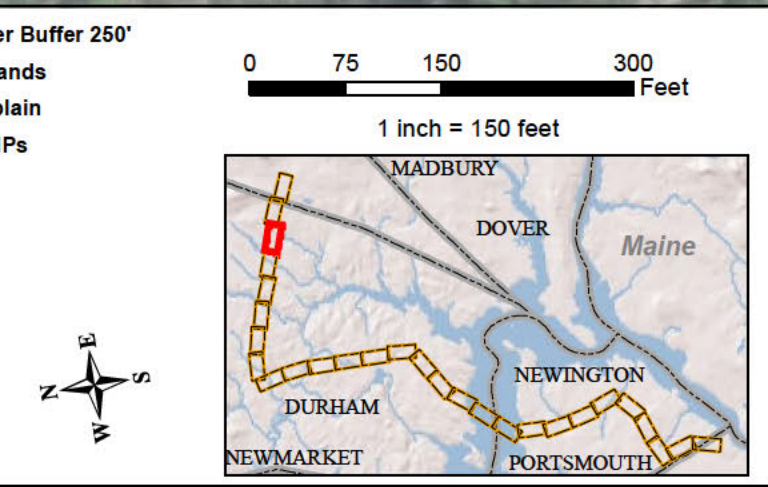 er Buffer 250'
ands
plain
IPs
0 75 150 300
Feet
1 inch = 150 feet
MADBURY
DOVER
Maine
NEWINGTON
DURHAM
NEWMARKET
PORTSMOUTH
E
N S
W